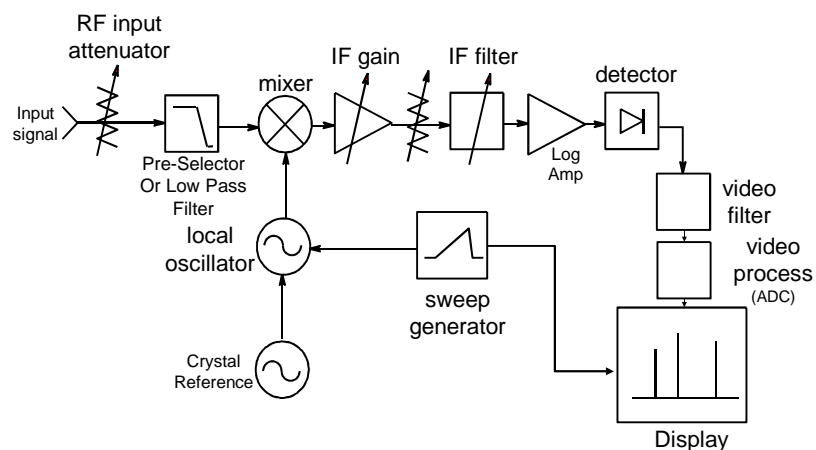 RF input
attenuator
IF gain
IF filter
mixer
detector
Input
signal
Log
Amp
Pre-Selector
Or Low Pass
Filter
video
filter
local
oscillator
video
process
(ADC)
sweep
generator
Crystal
Reference
Display